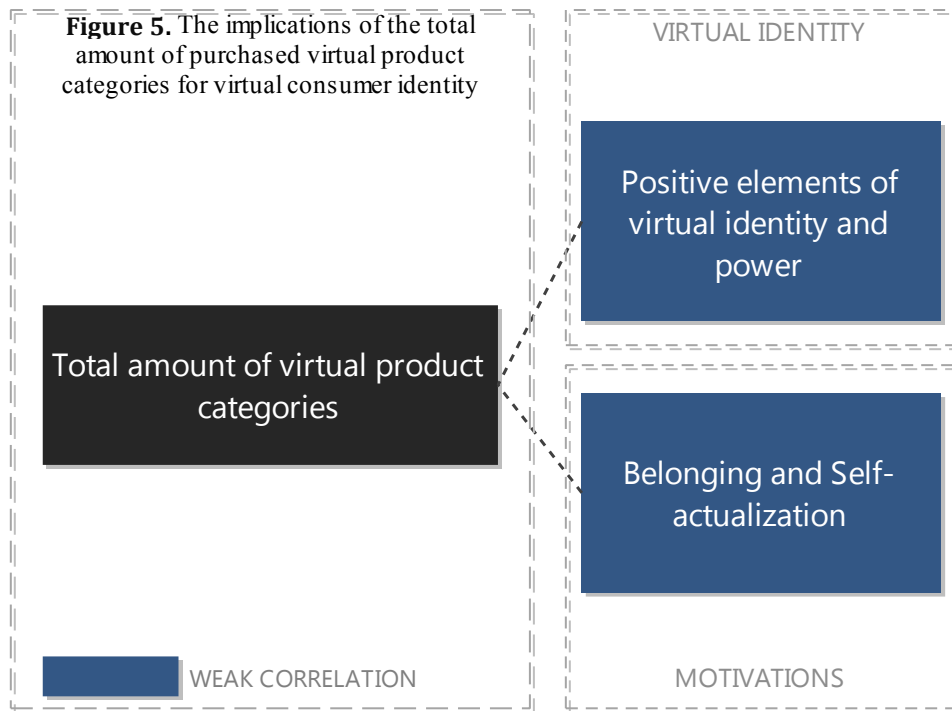 Figure 5. The implications of the total
amount of purchased virtual product
categories for virtual consumer identity
VIRTUAL IDENTITY
Positive elements of
virtual identity and
power
Total amount of virtual product
categories
Belonging and Self-
actualization
WEAK CORRELATION
MOTIVATIONS